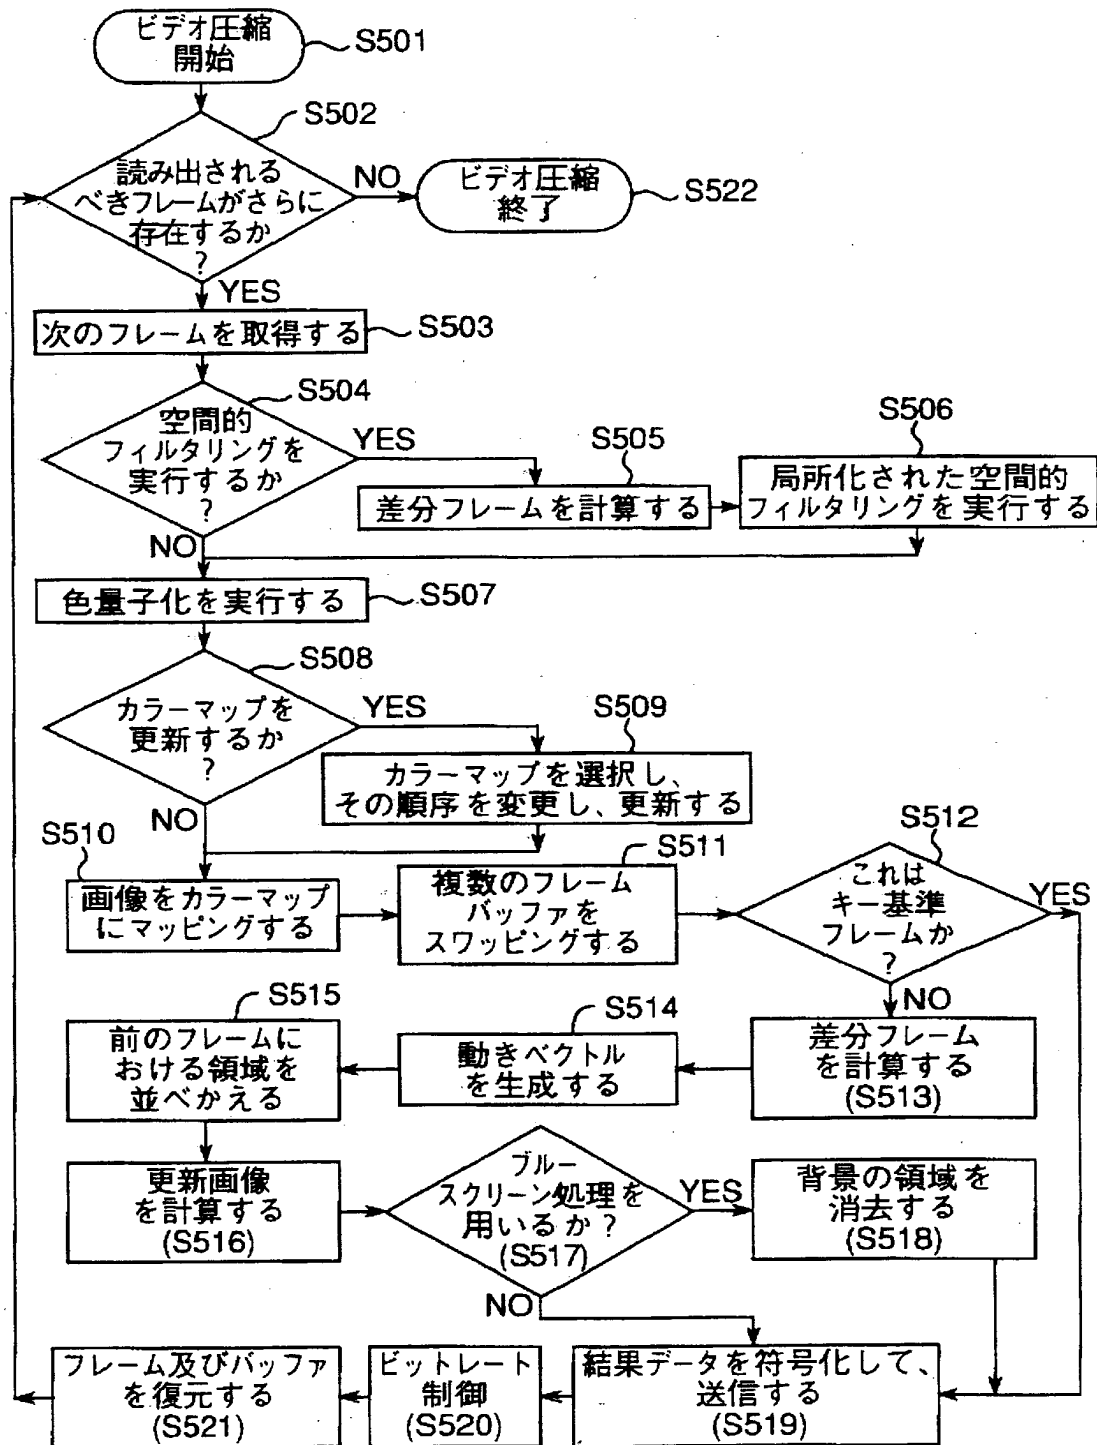 ビデオ圧縮
開始
S501
S502
読み出される
べきフレームがさらに
存在するか
?
NO
ビデオ圧縮
終了
S522
YES
次のフレームを取得する
S503
S504
空間的
フィルタリングを
実行するか
?
YES
S505
差分フレームを計算する
S506
局所化された空間的
フィルタリングを実行する
NO
色量子化を実行する
S507
S508
カラーマップを
更新するか
?
YES
S509
カラーマップを選択し、
その順序を変更し、更新する
NO
S510
画像をカラーマップ
にマッピングする
S511
複数のフレーム
バッファを
スワッピングする
S512
これは
キー基準
フレームか
?
YES
NO
差分フレーム
を計算する
(S513)
S514
動きベクトル
を生成する
S515
前のフレームに
おける領域を
並べかえる
更新画像
を計算する
(S516)
ブルー
スクリーン処理を
用いるか?
(S517)
YES
背景の領域を
消去する
(S518)
NO
結果データを符号化して、
送信する
(S519)
ビットレート
制御
(S520)
フレーム及びバッファ
を復元する
(S521)